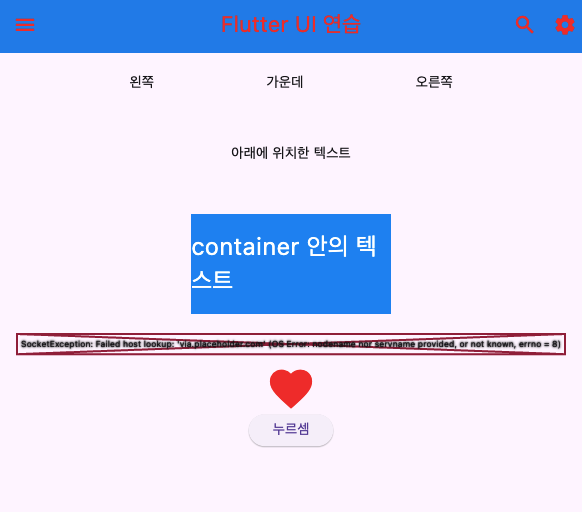 Flutter UI 연습
왼쪽 가운데 오른쪽
아래에 위치한 텍스트
container 안의 텍
스트
SocketException: Failed host lookup: 'via.placeholder.com' (OS Error: nodename nor servname provided, or not known, errno = 8)
누르셈